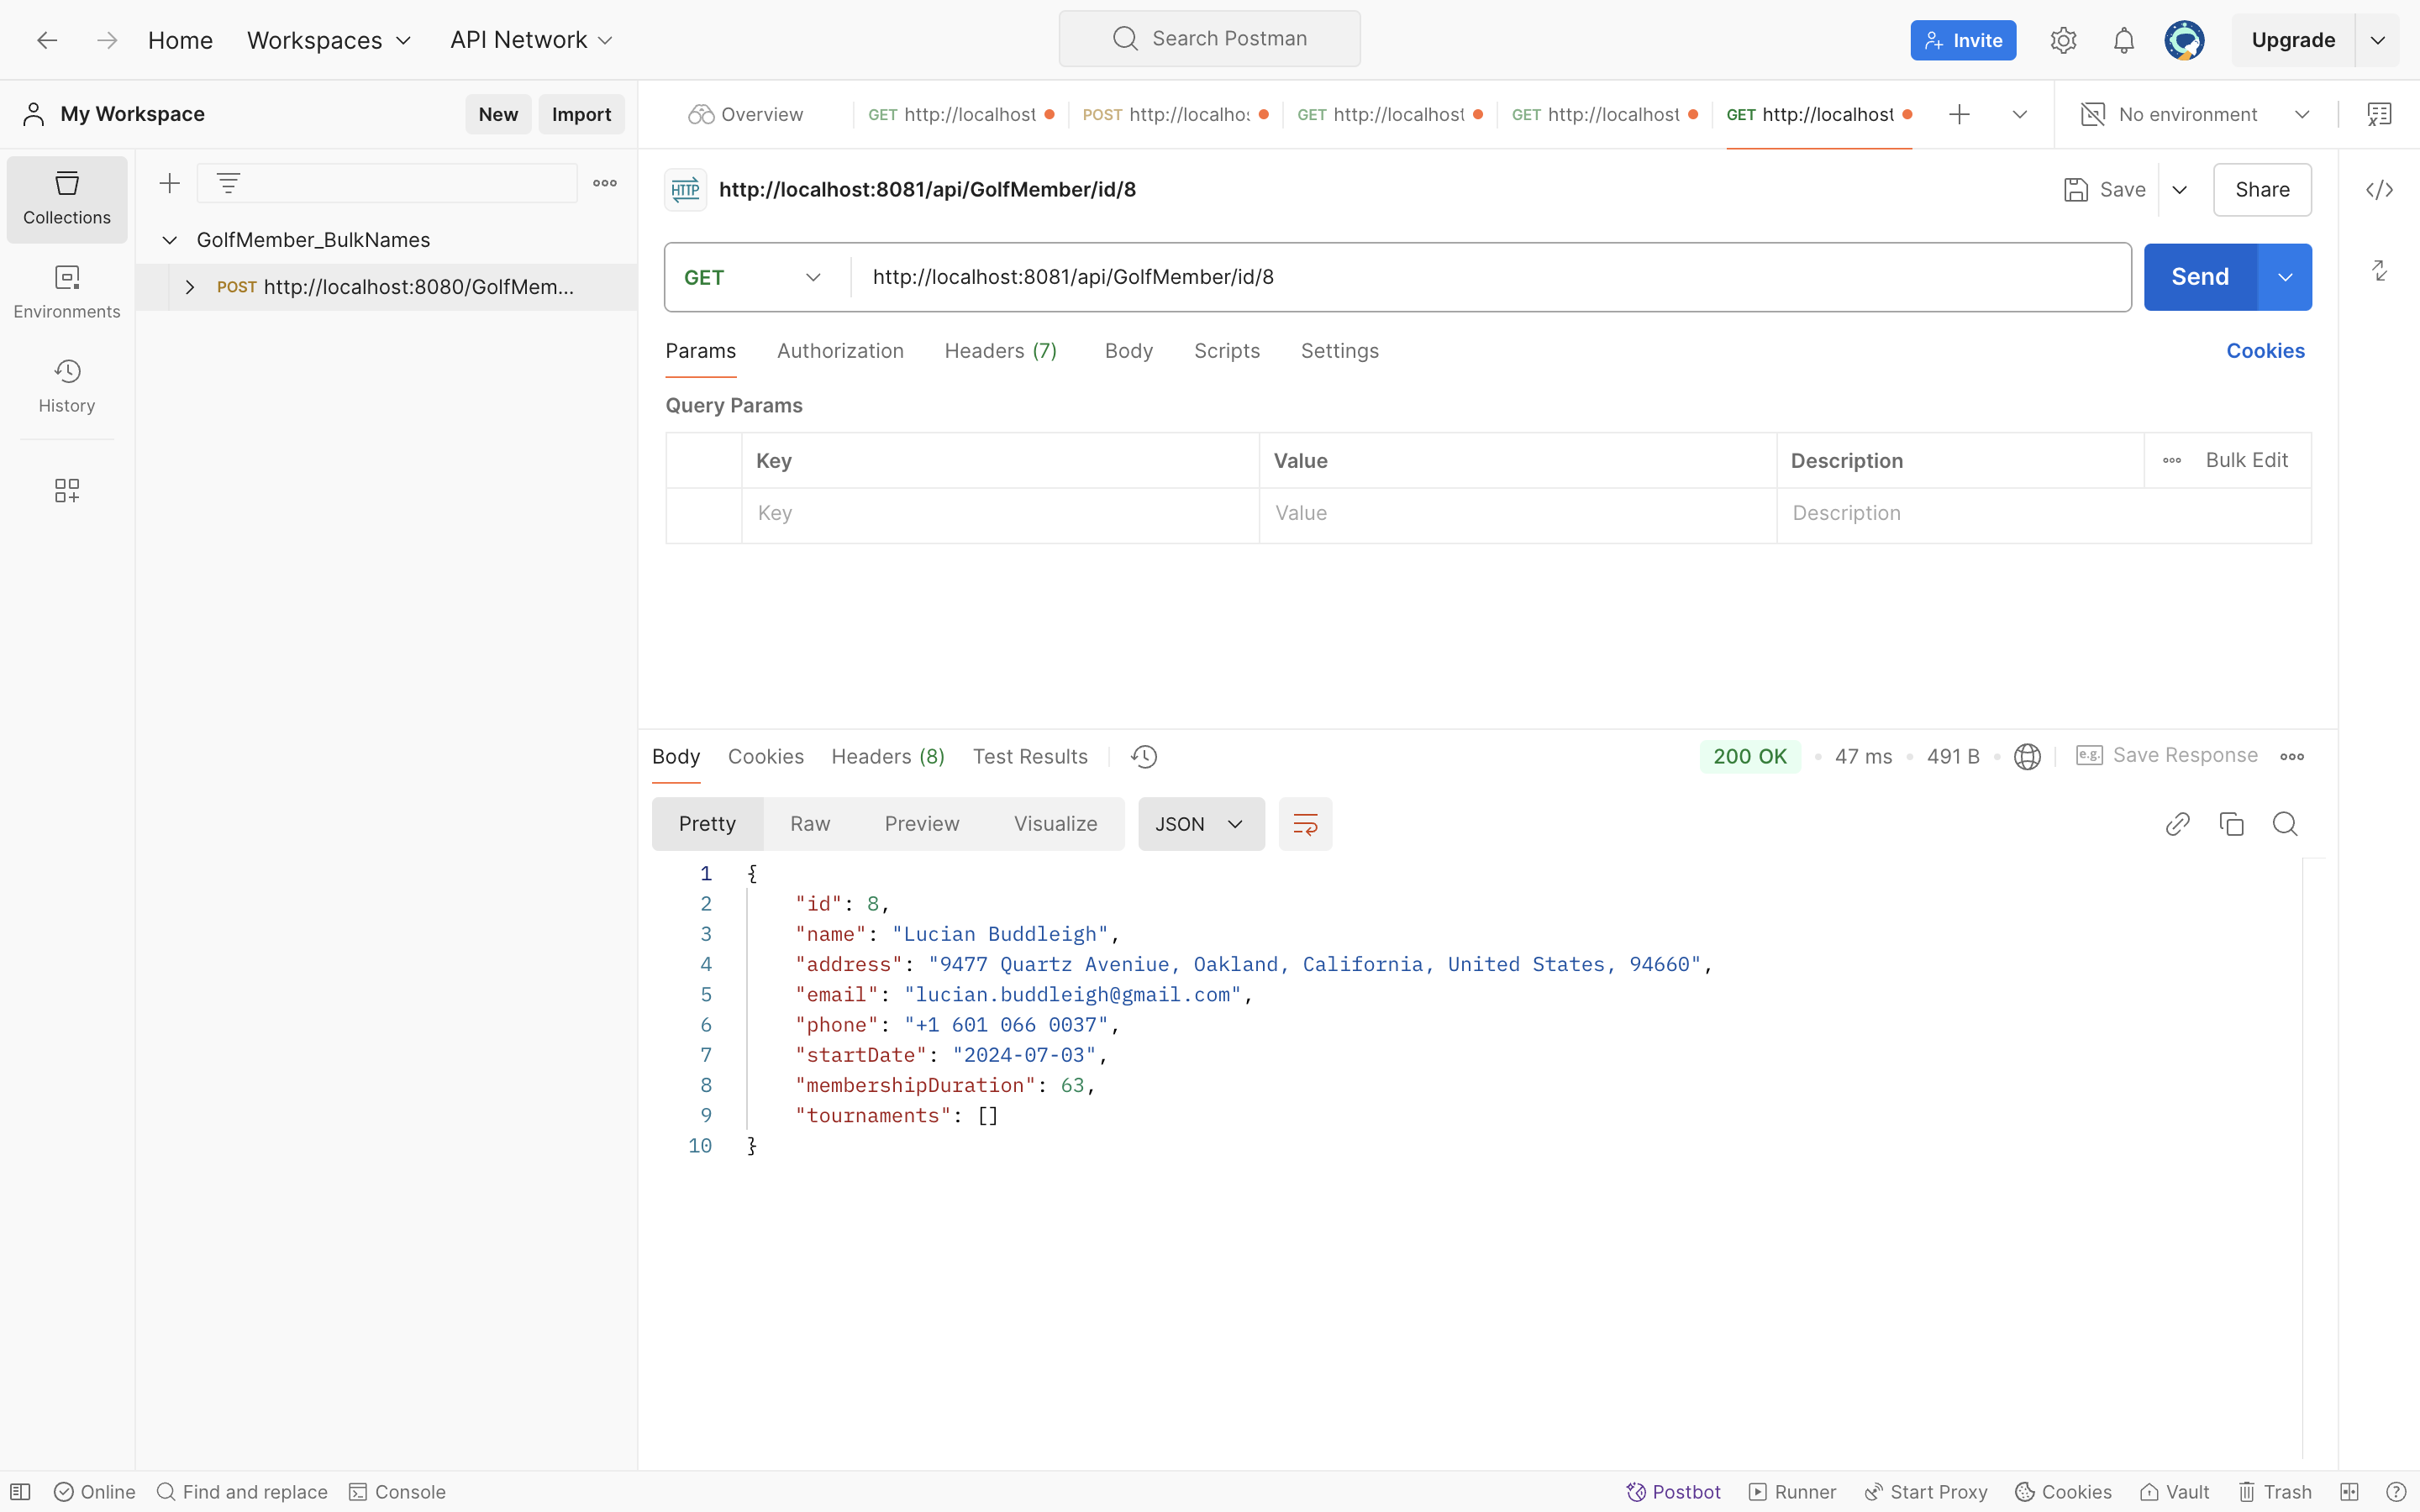 Home Workspaces API Network Search Postman Invite Upgrade
My Workspace New Import Overview GET http://localhost POST http://localhos GET http://localhost GET http://localhost GET http://localhost No environment
Collections
Environments
History
GolfMember_BulkNames
POST http://localhost:8080/GolfMem...
HTTP http://localhost:8081/api/GolfMember/id/8 Save Share
GET http://localhost:8081/api/GolfMember/id/8 Send
Params Authorization Headers (7) Body Scripts Settings Cookies
Query Params
Key Value Description Bulk Edit
Key Value Description
Body Cookies Headers (8) Test Results 200 OK 47 ms 491 B e.g. Save Response
Pretty Raw Preview Visualize JSON
1 {
2 "id": 8,
3 "name": "Lucian Buddleigh",
4 "address": "9477 Quartz Aveniue, Oakland, California, United States, 94660",
5 "email": "lucian.buddleigh@gmail.com",
6 "phone": "+1 601 066 0037",
7 "startDate": "2024-07-03",
8 "membershipDuration": 63,
9 "tournaments": []
10 }
Online Find and replace Console Postbot Runner Start Proxy Cookies Vault Trash